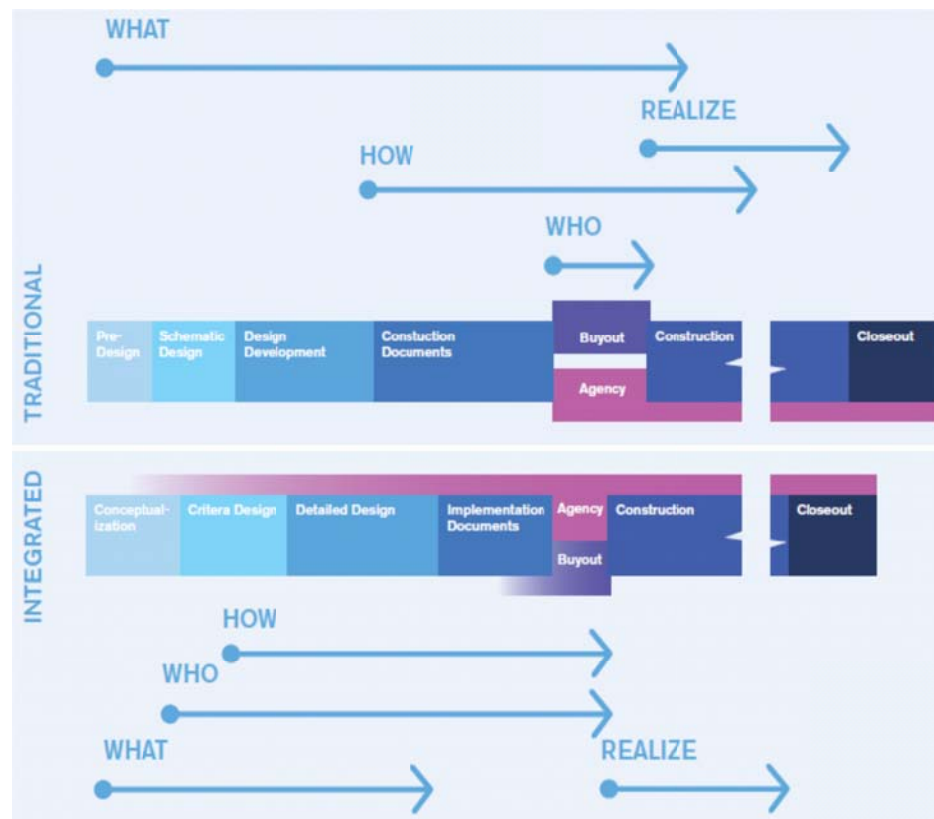 WHAT
REALIZE
HOW
WHO
TRADITIONAL
Pre-
Design
Schematic
Design
Design
Development
Constuction
Documents
Buyout
Agency
Construction
Closeout
INTEGRATED
Conceptual-
ization
Critera Design
Detailed Design
Implementation
Documents
Agency
Buyout
Construction
Closeout
HOW
WHO
WHAT
REALIZE